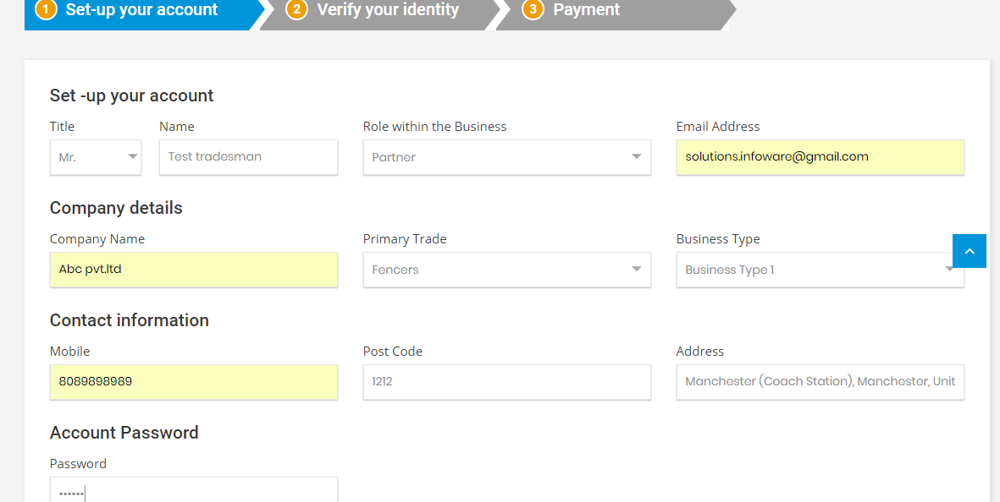 1 Set-up your account 2 Verify your identity 3 Payment
Set -up your account
Title Name Role within the Business Email Address
Mr. Test tradesman Partner solutions.infoware@gmail.com
Company details
Company Name Primary Trade Business Type
Abc pvt.ltd Fencers Business Type 1
Contact information
Mobile Post Code Address
8089898989 1212 Manchester (Coach Station), Manchester, Unit
Account Password
Password
••••••